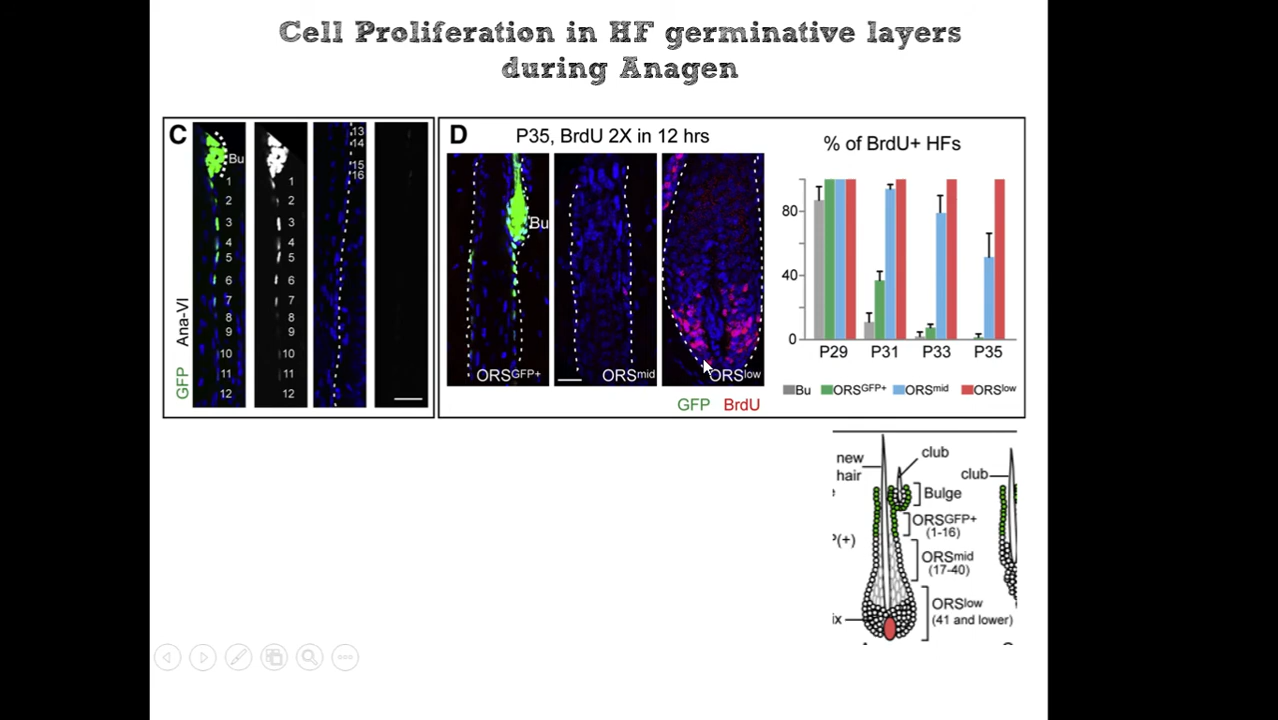 Cell Proliferation in HF germinative layers
during Anagen
C
Ana-VI
GFP
Bu
1
2
3
4
5
6
7
8
9
10
11
12
1
2
3
4
5
6
7
8
9
10
11
12
13
14
15
16
D
P35, BrdU 2X in 12 hrs
Bu
ORSGFP+
ORSmid
ORSlow
GFP BrdU
% of BrdU+ HFs
80
40
0
P29 P31 P33 P35
Bu ORSGFP+ ORSmid ORSlow
new
hair
club
club
e
Bulge
ORSGFP+
(1-16)
P(+)
ORSmid
(17-40)
ORSlow
(41 and lower)
ix